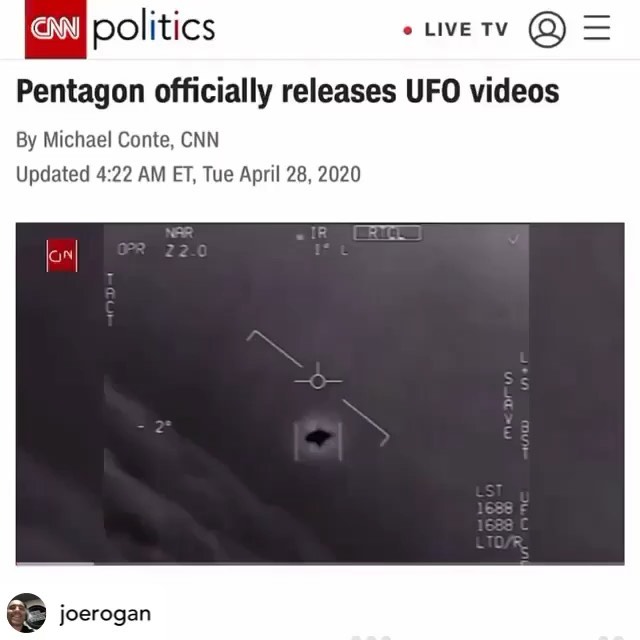 CNN politics
LIVE TV
Pentagon officially releases UFO videos
By Michael Conte, CNN
Updated 4:22 AM ET, Tue April 28, 2020
CNN
NAR
IR
RTCL
OPR
Z 2.0
1° L
TACT
L+S
SLAVE
BST
- 2°
LST
1688
1688
LTD/R
UFC
joerogan